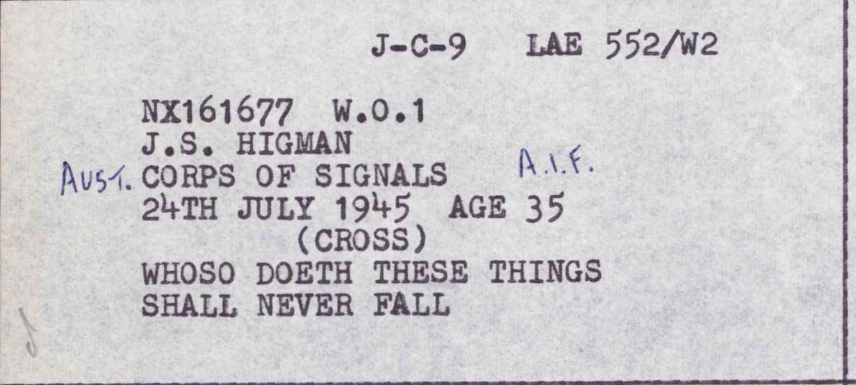 J-C-9 LAE 552/W2
NX161677 W.O.1
J.S. HIGMAN
AUST. CORPS OF SIGNALS A.I.F.
24TH JULY 1945 AGE 35
(CROSS)
WHOSO DOETH THESE THINGS
SHALL NEVER FALL